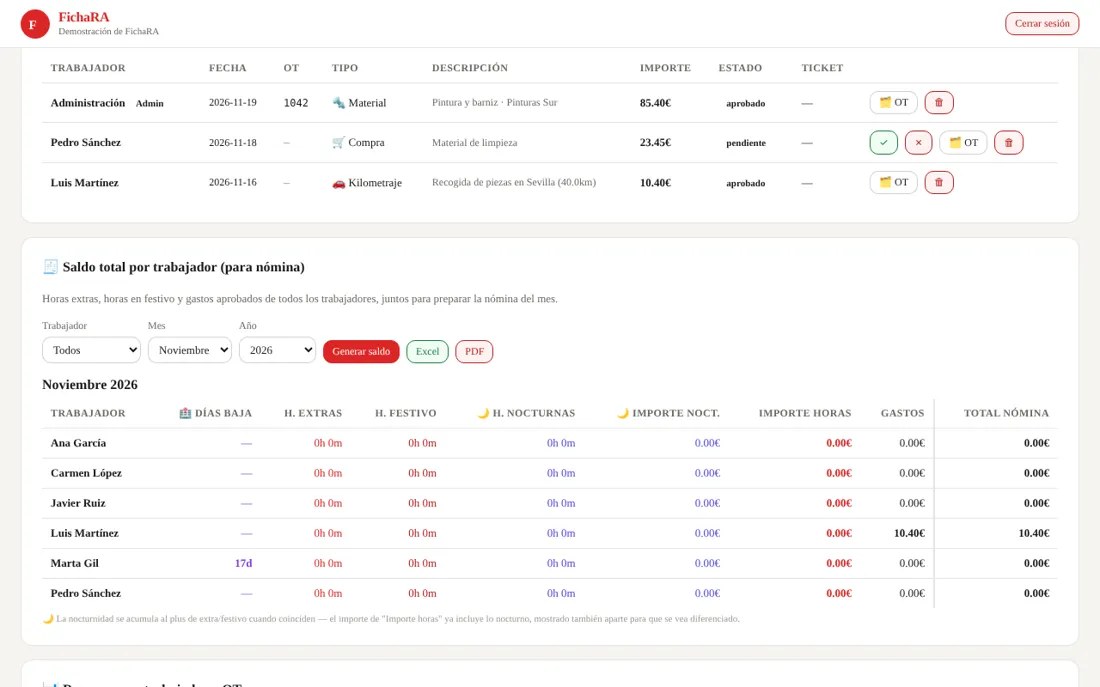 F
FichaRA
Demostración de FichaRA
Cerrar sesión
TRABAJADOR FECHA OT TIPO DESCRIPCIÓN IMPORTE ESTADO TICKET
Administración Admin 2026-11-19 1042 🔩 Material Pintura y barniz · Pinturas Sur 85.40€ aprobado — 🗂️ OT 🗑
Pedro Sánchez 2026-11-18 – 🛒 Compra Material de limpieza 23.45€ pendiente — ✓ ✕ 🗂️ OT 🗑
Luis Martínez 2026-11-16 – 🚗 Kilometraje Recogida de piezas en Sevilla (40.0km) 10.40€ aprobado — 🗂️ OT 🗑
🧾 Saldo total por trabajador (para nómina)
Horas extras, horas en festivo y gastos aprobados de todos los trabajadores, juntos para preparar la nómina del mes.
Trabajador Mes Año
Todos Noviembre 2026 Generar saldo Excel PDF
Noviembre 2026
TRABAJADOR 🏥 DÍAS BAJA H. EXTRAS H. FESTIVO 🌙 H. NOCTURNAS 🌙 IMPORTE NOCT. IMPORTE HORAS GASTOS TOTAL NÓMINA
Ana García — 0h 0m 0h 0m 0h 0m 0.00€ 0.00€ 0.00€ 0.00€
Carmen López — 0h 0m 0h 0m 0h 0m 0.00€ 0.00€ 0.00€ 0.00€
Javier Ruiz — 0h 0m 0h 0m 0h 0m 0.00€ 0.00€ 0.00€ 0.00€
Luis Martínez — 0h 0m 0h 0m 0h 0m 0.00€ 0.00€ 10.40€ 10.40€
Marta Gil 17d 0h 0m 0h 0m 0h 0m 0.00€ 0.00€ 0.00€ 0.00€
Pedro Sánchez — 0h 0m 0h 0m 0h 0m 0.00€ 0.00€ 0.00€ 0.00€
🌙 La nocturnidad se acumula al plus de extra/festivo cuando coinciden — el importe de "Importe horas" ya incluye lo nocturno, mostrado también aparte para que se vea diferenciado.